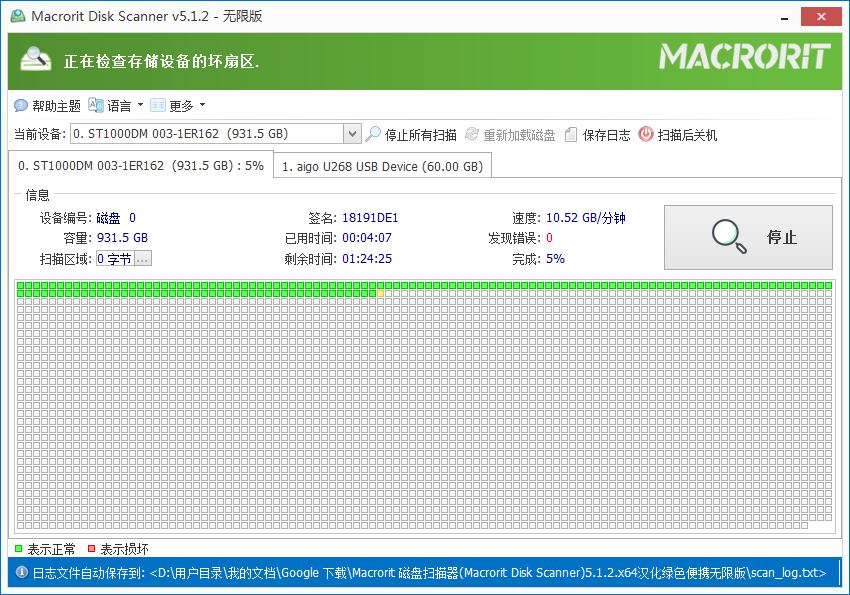 Macrorit Disk Scanner v5.1.2 - 无限版
正在检查存储设备的坏扇区.
MACRORIT
帮助主题 语言 更多
当前设备: 0. ST1000DM 003-1ER162 (931.5 GB) 停止所有扫描 重新加载磁盘 保存日志 扫描后关机
0. ST1000DM 003-1ER162 (931.5 GB) : 5% 1. aigo U268 USB Device (60.00 GB)
信息
设备编号: 磁盘 0 签名: 18191DE1 速度: 10.52 GB/分钟
容量: 931.5 GB 已用时间: 00:04:07 发现错误: 0
扫描区域: 0 字节 ... 剩余时间: 01:24:25 完成: 5%
停止
表示正常 表示损坏
日志文件自动保存到: <D:\用户目录\我的文档\Google 下载\Macrorit 磁盘扫描器(Macrorit Disk Scanner)5.1.2.x64汉化绿色便携无限版\scan_log.txt>